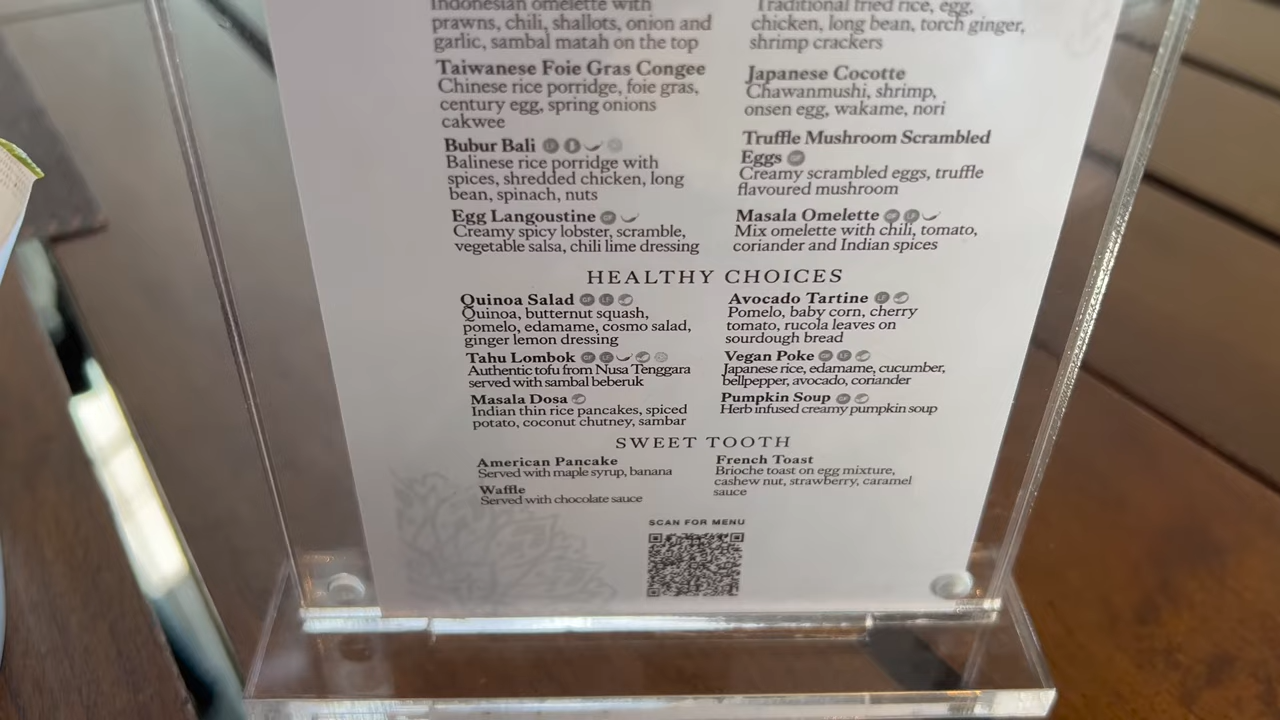 Indonesian omelette with
prawns, chili, shallots, onion and
garlic, sambal matah on the top
Taiwanese Foie Gras Congee
Chinese rice porridge, foie gras,
century egg, spring onions
cakwee
Bubur Bali
Balinese rice porridge with
spices, shredded chicken, long
bean, spinach, nuts
Egg Langoustine
Creamy spicy lobster, scramble,
vegetable salsa, chili lime dressing
Traditional fried rice, egg,
chicken, long bean, torch ginger,
shrimp crackers
Japanese Cocotte
Chawanmushi, shrimp,
onsen egg, wakame, nori
Truffle Mushroom Scrambled
Eggs GF
Creamy scrambled eggs, truffle
flavoured mushroom
Masala Omelette
Mix omelette with chili, tomato,
coriander and Indian spices
HEALTHY CHOICES
Quinoa Salad GF LF
Quinoa, butternut squash,
pomelo, edamame, cosmo salad,
ginger lemon dressing
Tahu Lombok GF LF
Authentic tofu from Nusa Tenggara
served with sambal beberuk
Masala Dosa
Indian thin rice pancakes, spiced
potato, coconut chutney, sambar
Avocado Tartine LF
Pomelo, baby corn, cherry
tomato, rucola leaves on
sourdough bread
Vegan Poke GF LF
Japanese rice, edamame, cucumber,
bellpepper, avocado, coriander
Pumpkin Soup GF
Herb infused creamy pumpkin soup
SWEET TOOTH
American Pancake
Served with maple syrup, banana
Waffle
Served with chocolate sauce
French Toast
Brioche toast on egg mixture,
cashew nut, strawberry, caramel
sauce
SCAN FOR MENU